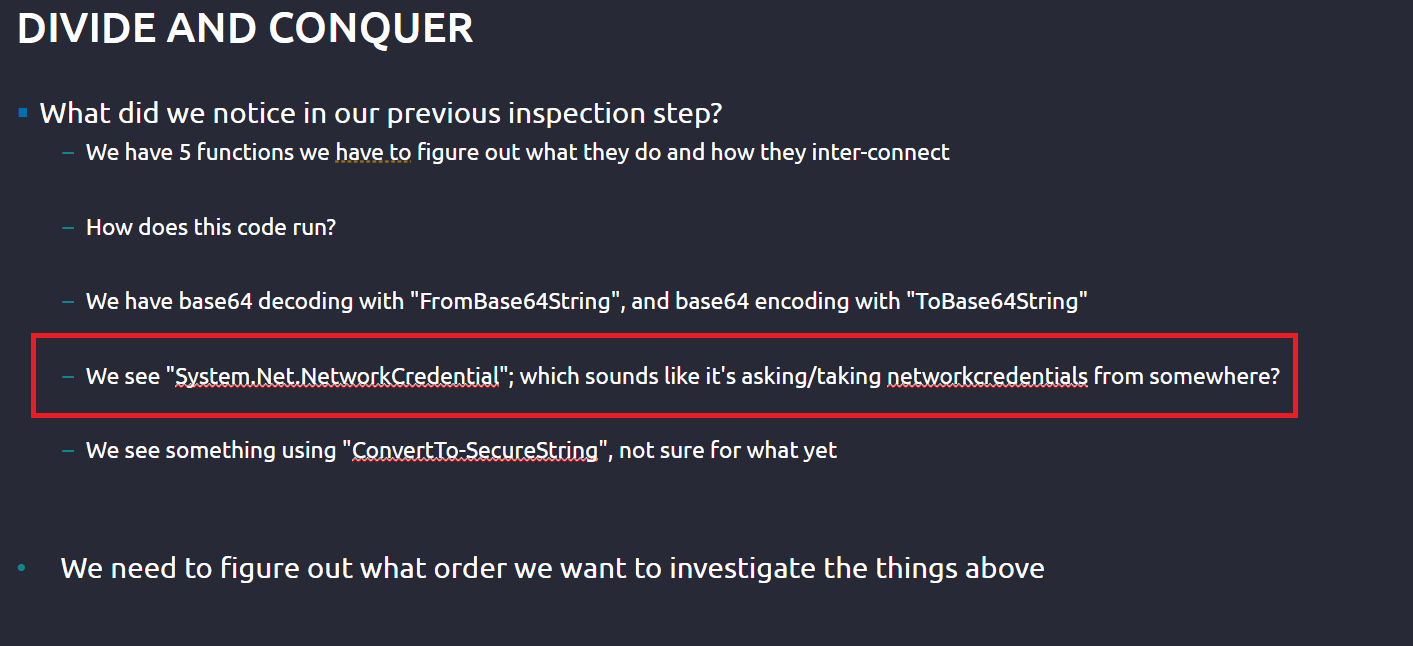 DIVIDE AND CONQUER
What did we notice in our previous inspection step?
– We have 5 functions we have to figure out what they do and how they inter-connect
– How does this code run?
– We have base64 decoding with "FromBase64String", and base64 encoding with "ToBase64String"
– We see "System.Net.NetworkCredential"; which sounds like it's asking/taking networkcredentials from somewhere?
– We see something using "ConvertTo-SecureString", not sure for what yet
• We need to figure out what order we want to investigate the things above